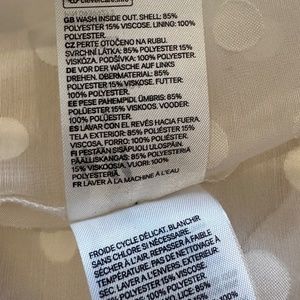 clevercare.info
GB WASH INSIDE OUT. SHELL: 85%
POLYESTER 15% VISCOSE. LINING: 100%
POLYESTER.
CZ PERTE OTOČENO NA RUBU.
SVRCHNÍ LÁTKA: 85% POLYESTER 15%
VISKÓZA. PODŠÍVKA: 100% POLYESTER
DE VOR DER WÄSCHE AUF LINKS
DREHEN. OBERMATERIAL: 85%
POLYESTER 15% VISKOSE. FUTTER:
100% POLYESTER.
EE PESE PAHEMPIDI. ÜMBRIS: 85%
POLÜESTER 15% VISKOOS. VOODER:
100% POLÜESTER.
ES LAVAR CON EL REVÉS HACIA FUERA.
TELA EXTERIOR: 85% POLIÉSTER 15%
VISCOSA. FORRO: 100% POLIÉSTER.
FI PESTÄÄN SISÄPUOLI ULOSPÄIN.
PÄÄLLISKANGAS: 85% POLYESTERIÄ
15% VISKOOSIA. VUORI: 100%
POLYESTERIÄ.
FR LAVER À LA MACHINE À L'EAU
FROIDE CYCLE DÉLICAT. BLANCHIR
SANS CHLORE SI NÉCESSAIRE.
SÉCHER À L'AIR. REPASSER À FAIBLE
TEMPÉRATURE. PAS DE NETTOYAGE À
SEC. LAVER À L'ENVERS. EXTÉRIEUR:
15% VISCOSE.